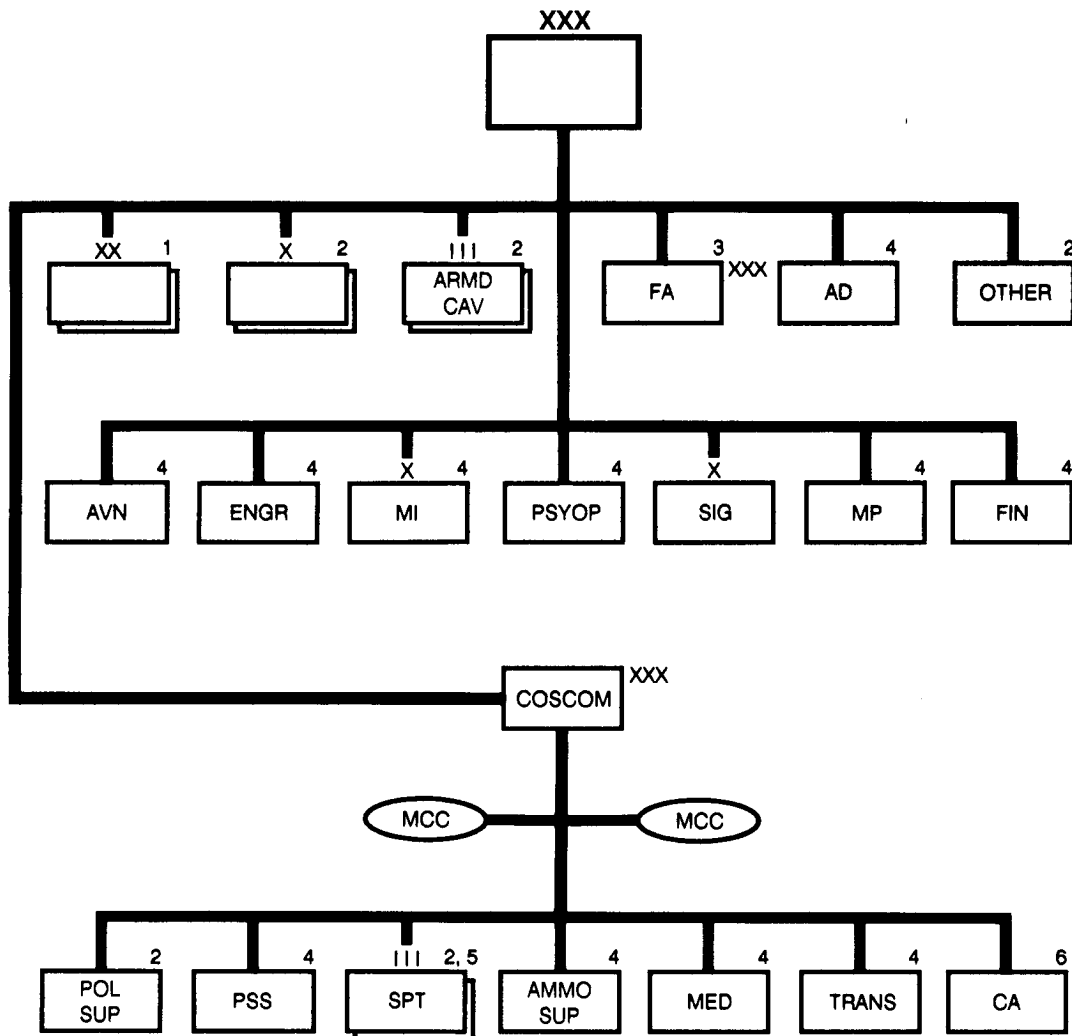 XXX
XX 1
X 2
III 2
ARMD
CAV
3
FA
XXX
4
AD
2
OTHER
4
AVN
4
ENGR
X 4
MI
4
PSYOP
X
SIG
4
MP
4
FIN
COSCOM
XXX
MCC
MCC
2
POL
SUP
4
PSS
III 2, 5
SPT
4
AMMO
SUP
4
MED
4
TRANS
6
CA